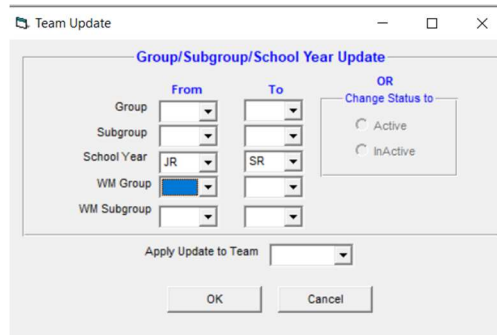 Team Update
Group/Subgroup/School Year Update
From To
OR
Change Status to
Group
Active
Subgroup
InActive
School Year JR SR
WM Group
WM Subgroup
Apply Update to Team
OK Cancel